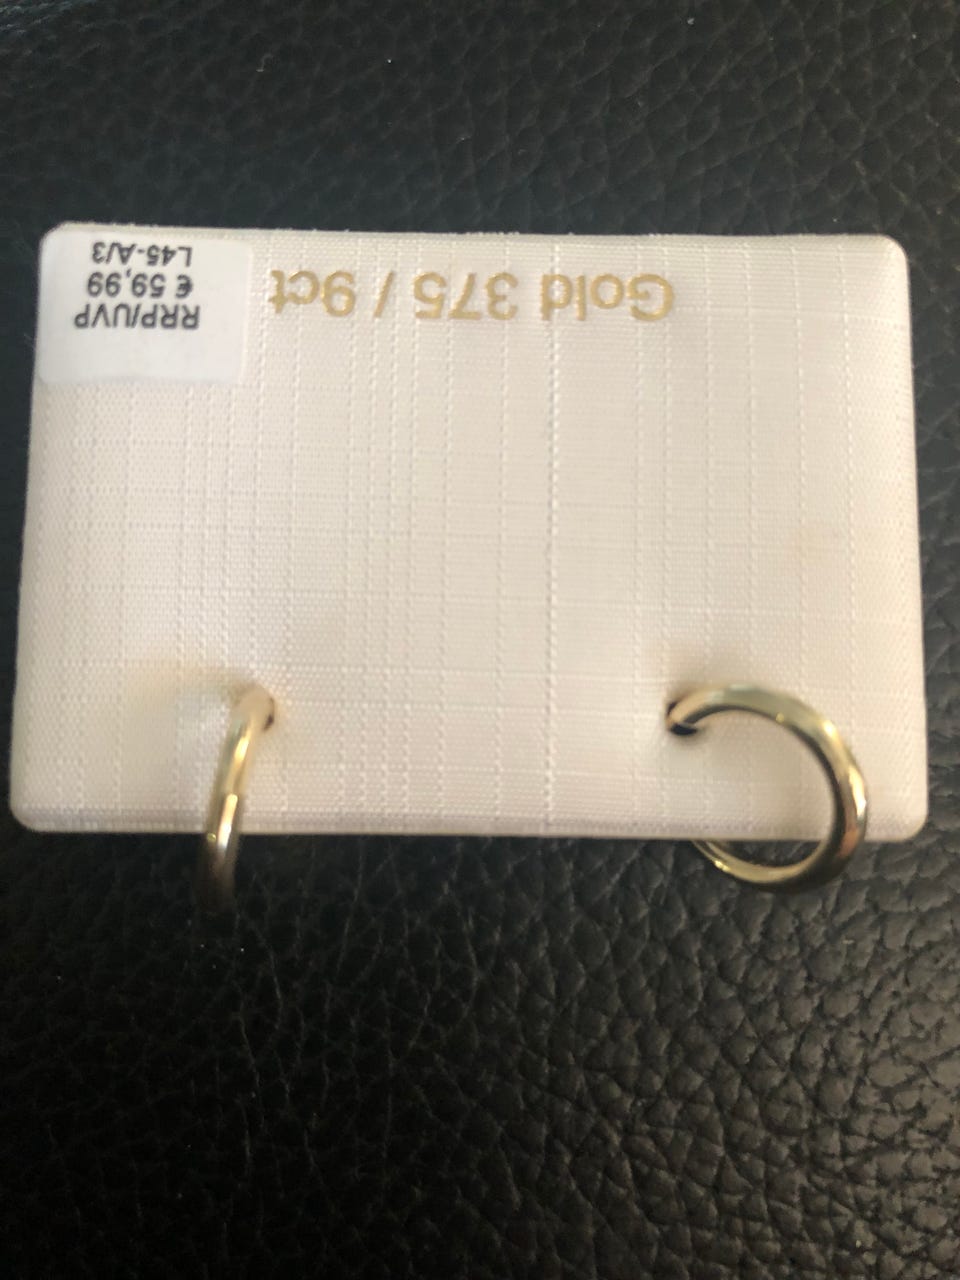 Gold 375 / 9ct
RRP/UVP
€ 59,99
L45-A/3